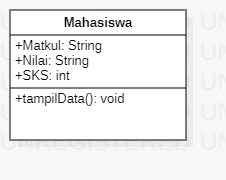 Mahasiswa
+Matkul: String
+Nilai: String
+SKS: int
+tampilData(): void